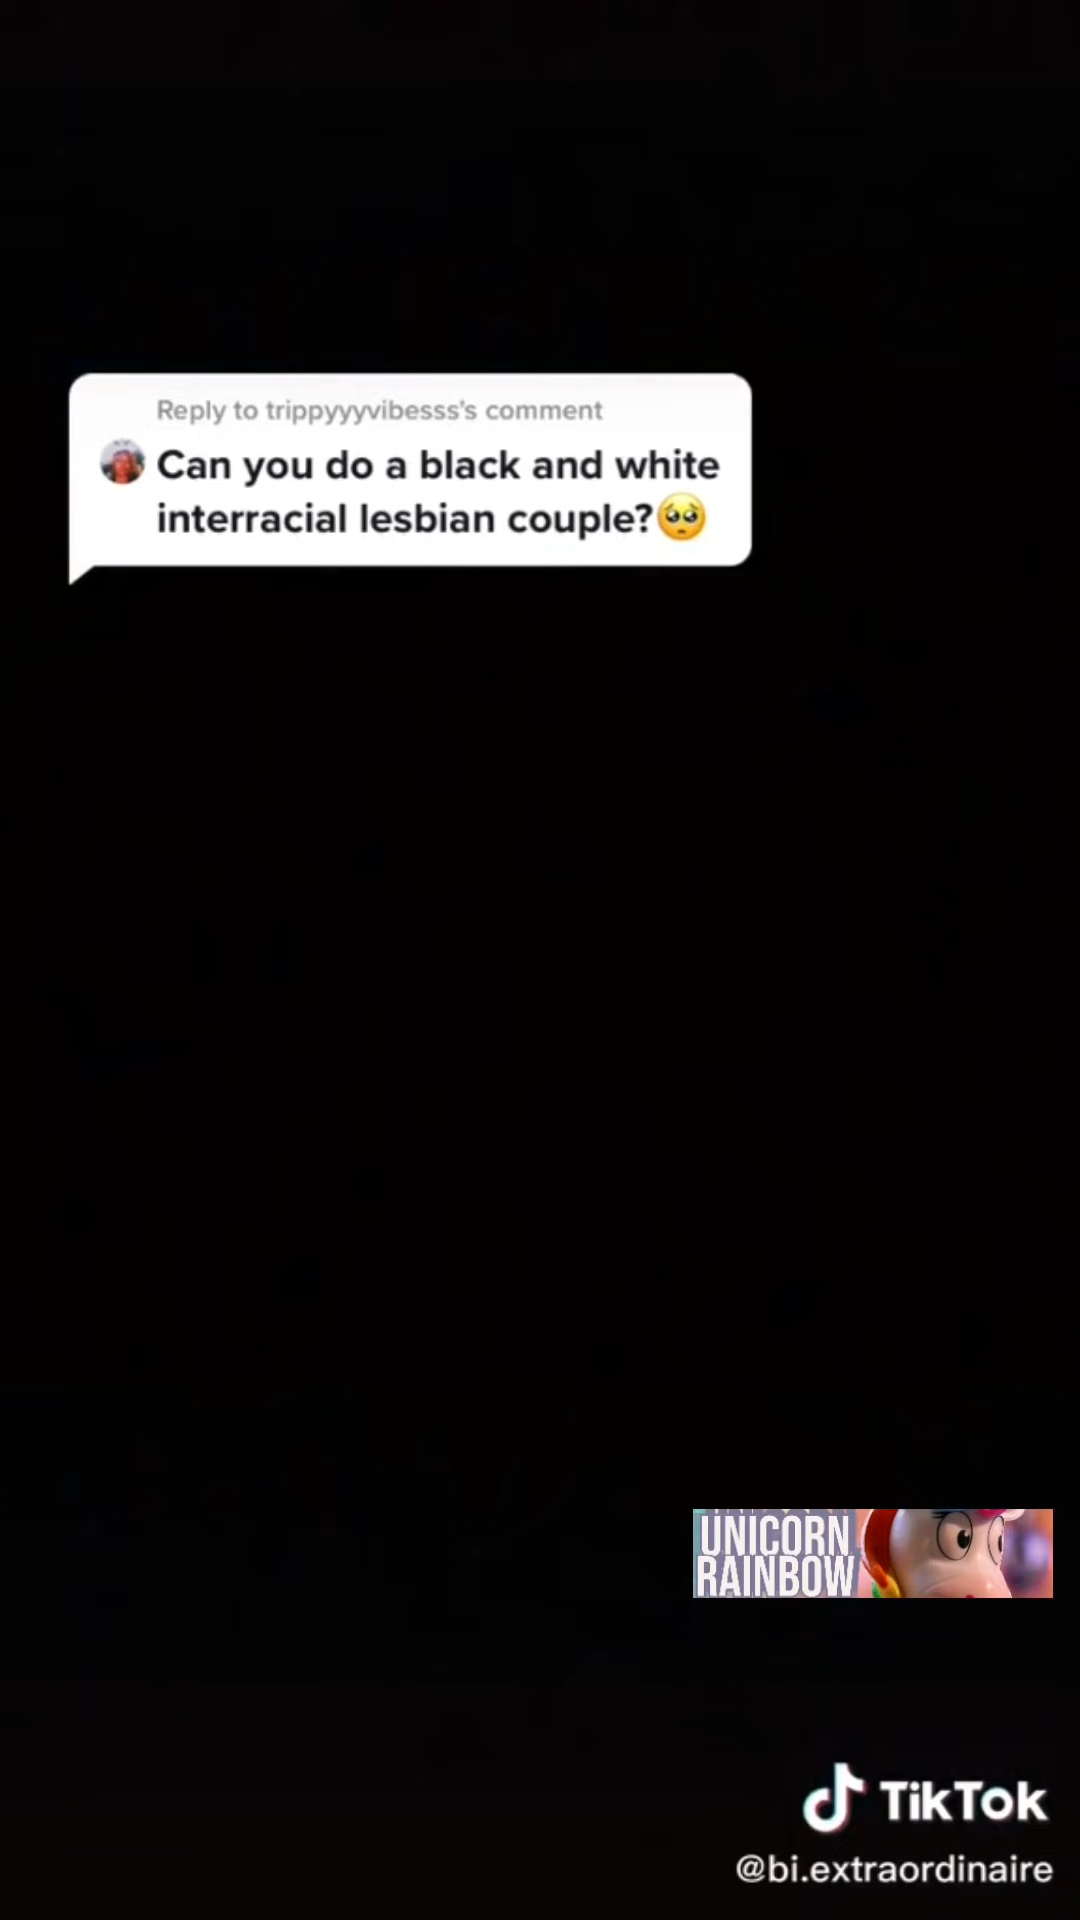 Reply to trippyyyvibesss's comment
Can you do a black and white
interracial lesbian couple?🥺
UNICORN
RAINBOW
TikTok
@bi.extraordinaire